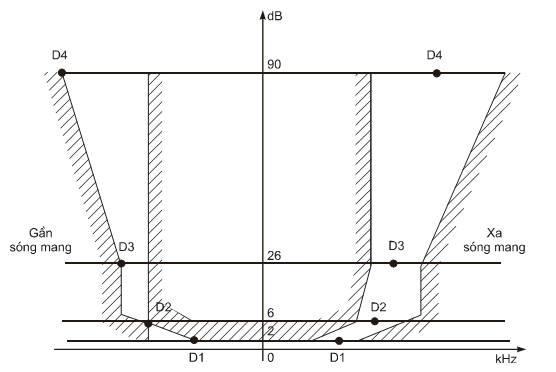 dB
D4
D4
90
Gần
sóng mang
Xa
sóng mang
D3
D3
26
D2
D2
6
2
D1
0
D1
kHz